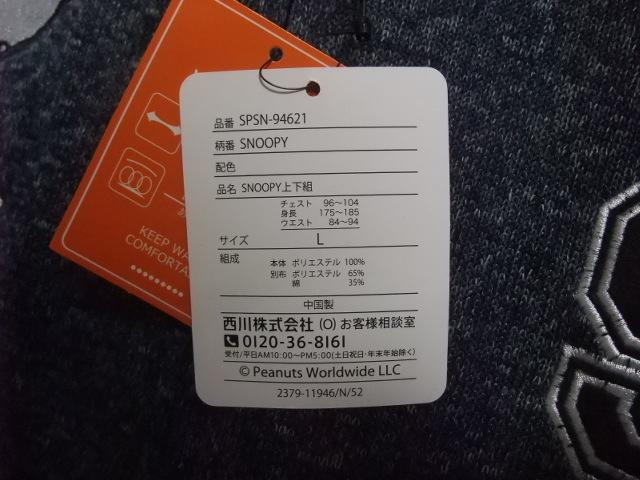 品番 SPSN-94621
柄番 SNOOPY
配色
品名 SNOOPY上下組
チェスト 96～104
身長 175～185
ウエスト 84～94
サイズ L
組成 本体 ポリエステル 100%
別布 ポリエステル 65%
綿 35%
中国製
西川株式会社 (O) お客様相談室
0120-36-8161
受付/平日AM10:00～PM5:00(土日祝日・年末年始除く)
© Peanuts Worldwide LLC
2379-11946/N/52
KEEP WA
COMFORTA